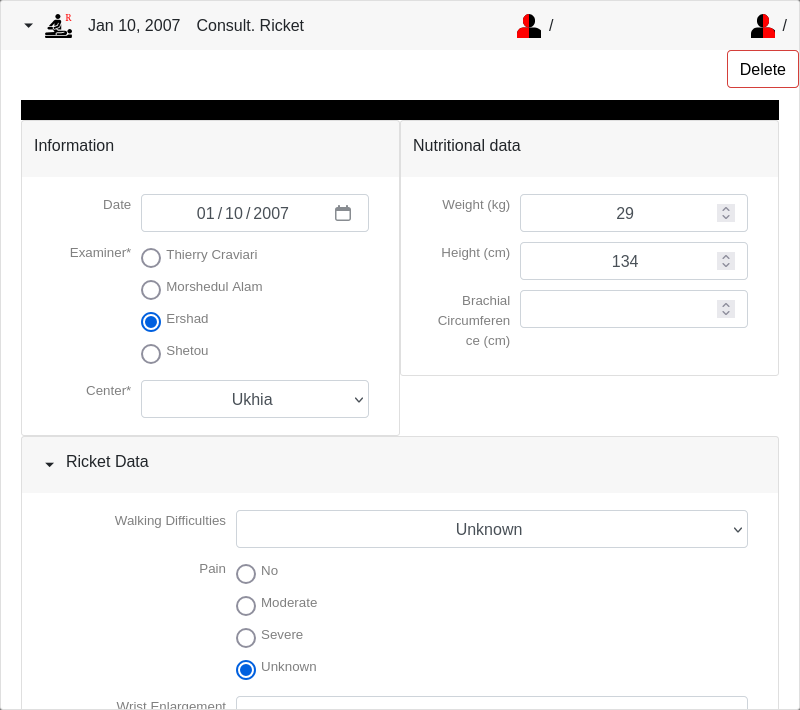 R
Jan 10, 2007 Consult. Ricket / /
Delete
Information
Nutritional data
Date 01/10/2007
Examiner* Thierry Craviari
Morshedul Alam
Ershad
Shetou
Center* Ukhia
Weight (kg) 29
Height (cm) 134
Brachial
Circumferen
ce (cm)
Ricket Data
Walking Difficulties Unknown
Pain No
Moderate
Severe
Unknown
Wrist Enlargement